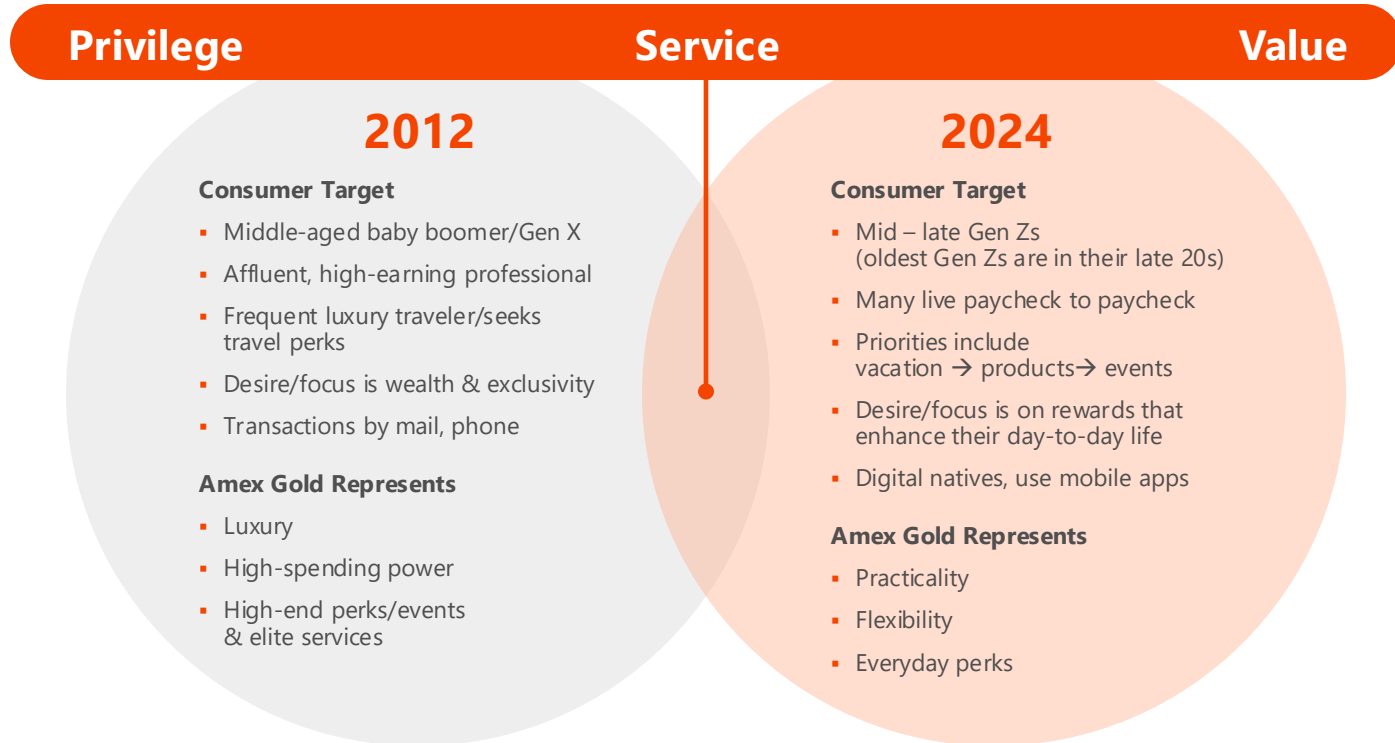 Privilege Service Value
2012
Consumer Target
▪ Middle-aged baby boomer/Gen X
▪ Affluent, high-earning professional
▪ Frequent luxury traveler/seeks
travel perks
▪ Desire/focus is wealth & exclusivity
▪ Transactions by mail, phone
Amex Gold Represents
▪ Luxury
▪ High-spending power
▪ High-end perks/events
& elite services
2024
Consumer Target
▪ Mid – late Gen Zs
(oldest Gen Zs are in their late 20s)
▪ Many live paycheck to paycheck
▪ Priorities include
vacation → products→ events
▪ Desire/focus is on rewards that
enhance their day-to-day life
▪ Digital natives, use mobile apps
Amex Gold Represents
▪ Practicality
▪ Flexibility
▪ Everyday perks